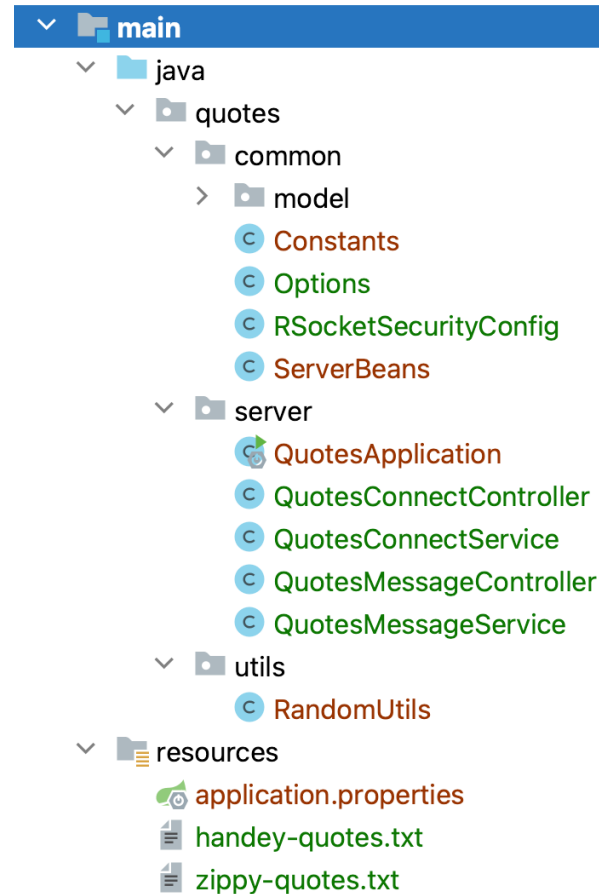 main
java
quotes
common
model
C Constants
C Options
C RSocketSecurityConfig
C ServerBeans
server
C QuotesApplication
C QuotesConnectController
C QuotesConnectService
C QuotesMessageController
C QuotesMessageService
utils
C RandomUtils
resources
application.properties
handey-quotes.txt
zippy-quotes.txt